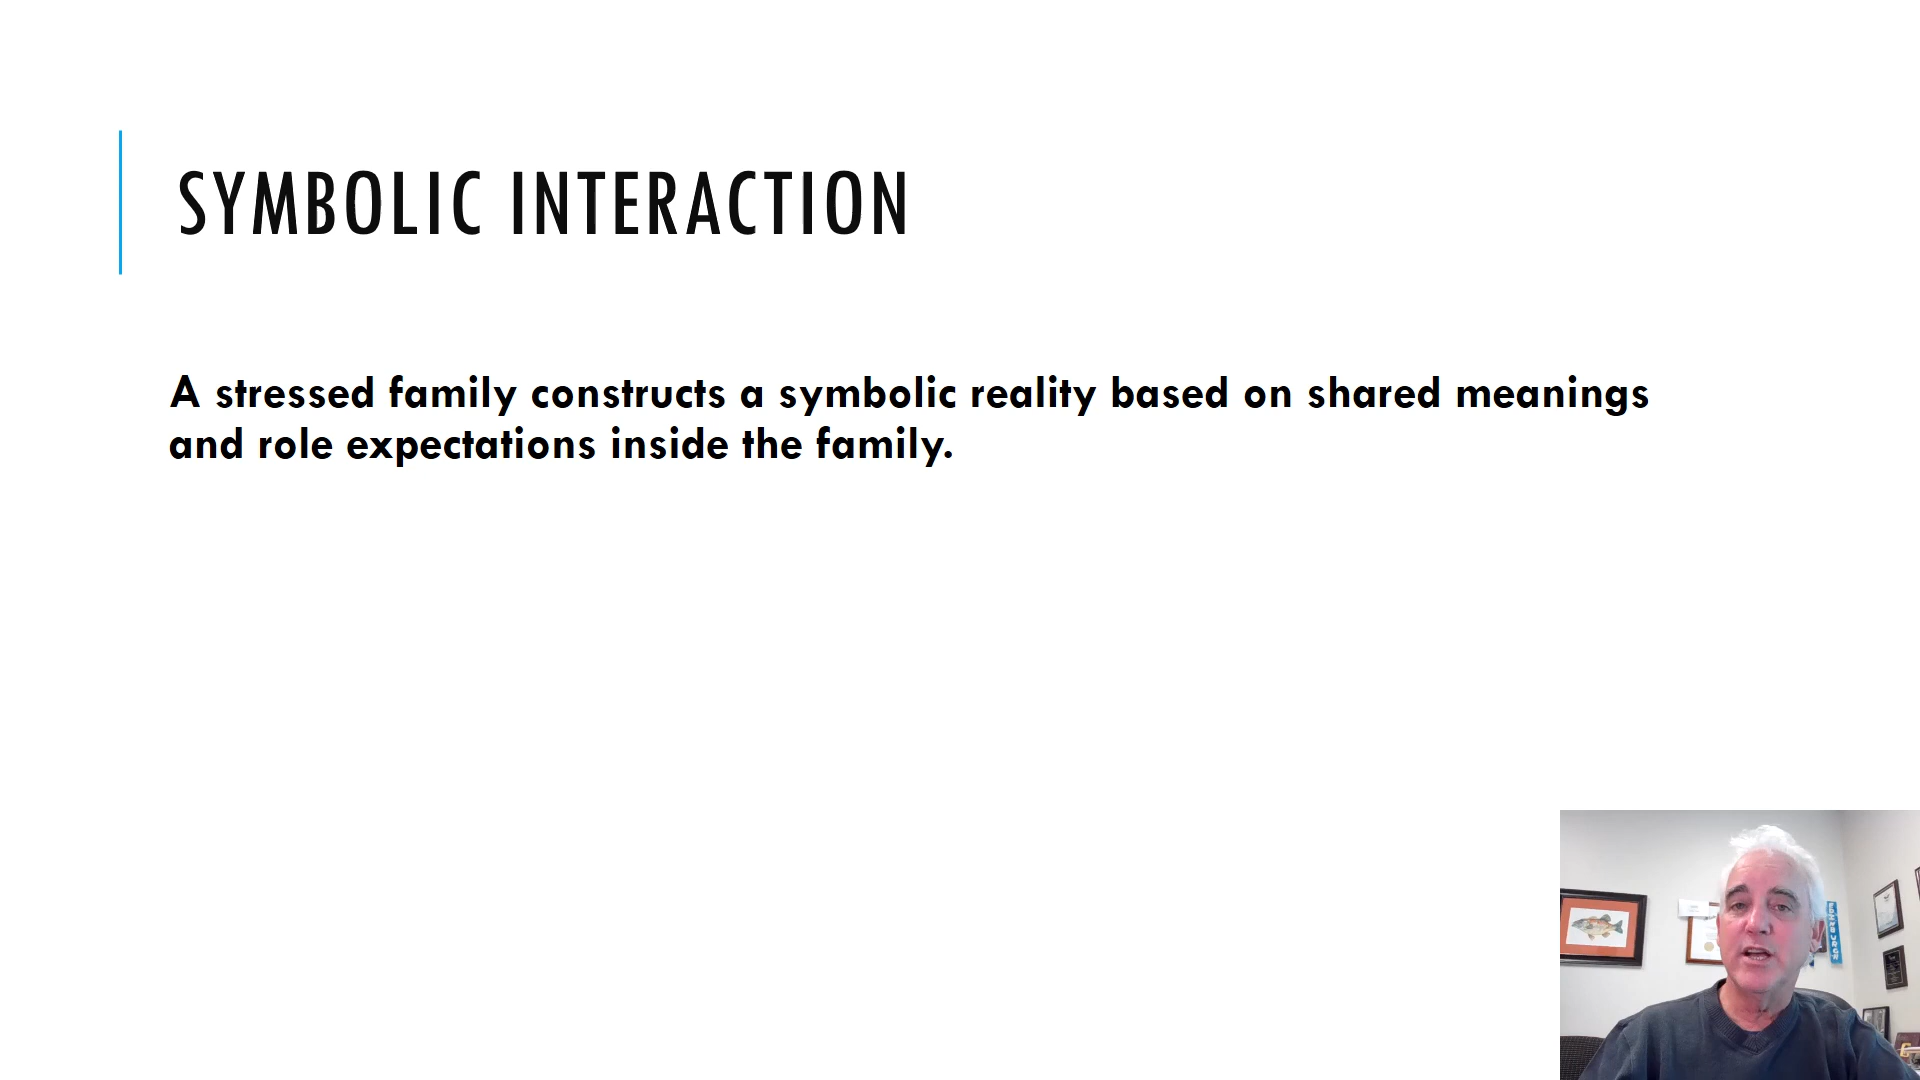 SYMBOLIC INTERACTION
A stressed family constructs a symbolic reality based on shared meanings
and role expectations inside the family.